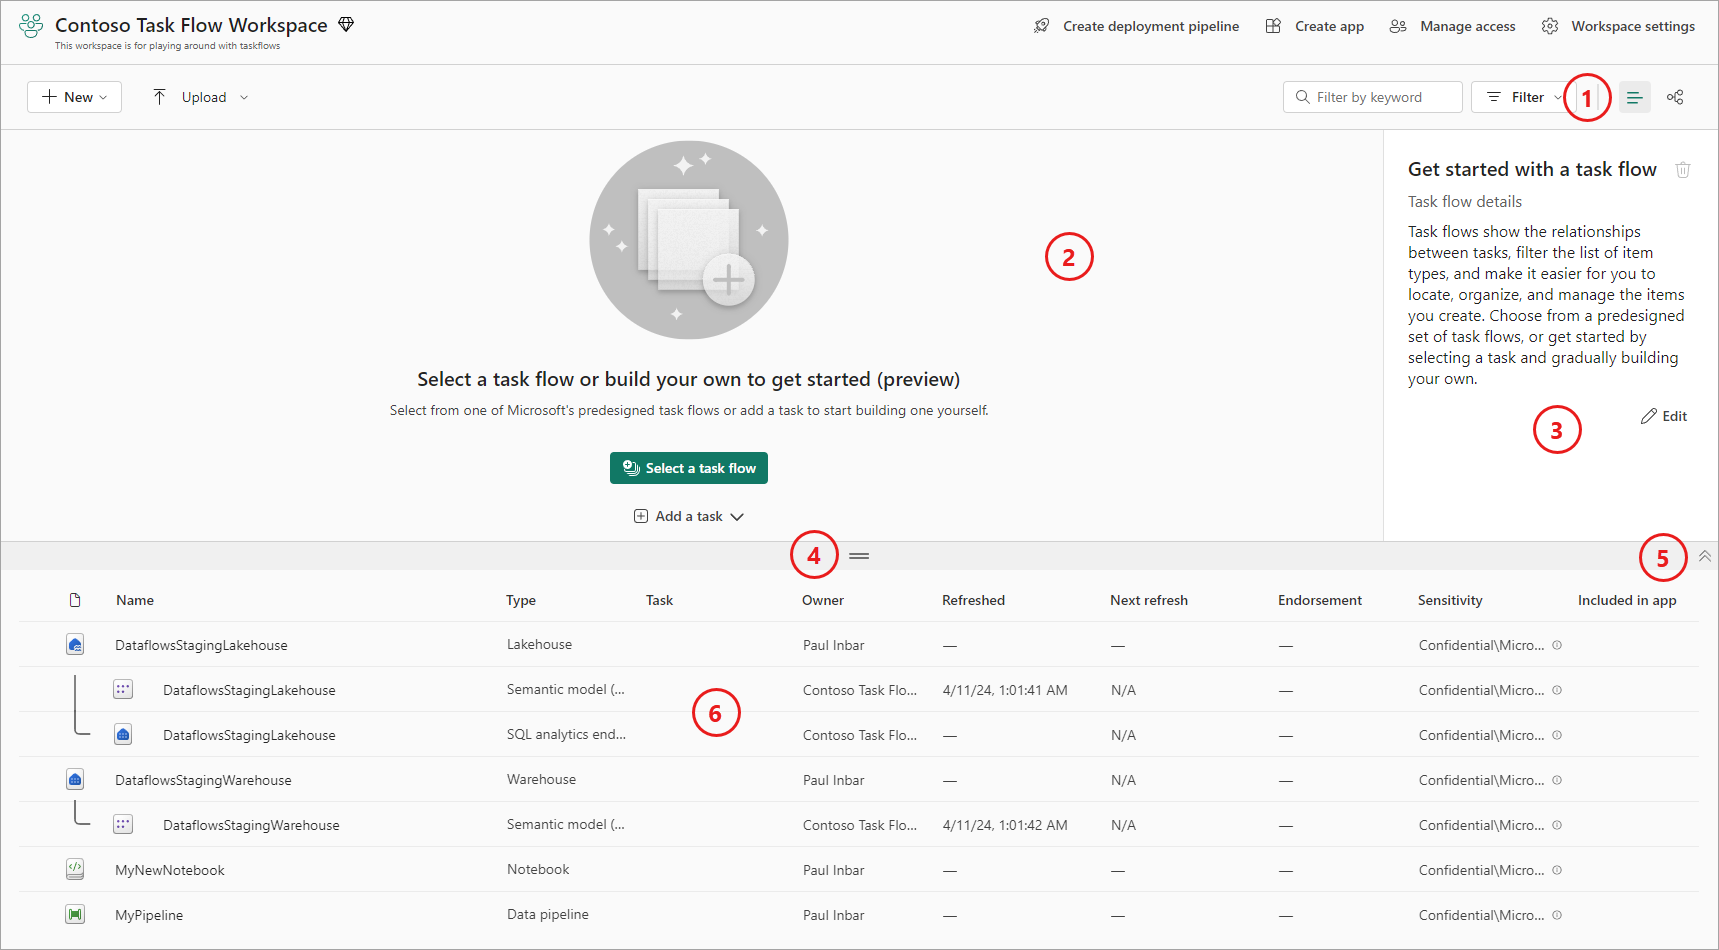 Contoso Task Flow Workspace
This workspace is for playing around with taskflows
Create deployment pipeline
Create app
Manage access
Workspace settings
New
Upload
Filter by keyword
Filter
1
2
Select a task flow or build your own to get started (preview)
Select from one of Microsoft's predesigned task flows or add a task to start building one yourself.
Select a task flow
Add a task
Get started with a task flow
Task flow details
Task flows show the relationships
between tasks, filter the list of item
types, and make it easier for you to
locate, organize, and manage the items
you create. Choose from a predesigned
set of task flows, or get started by
selecting a task and gradually building
your own.
3
Edit
4
5
Name Type Task Owner Refreshed Next refresh Endorsement Sensitivity Included in app
DataflowsStagingLakehouse Lakehouse Paul Inbar — — — Confidential\Micro...
DataflowsStagingLakehouse Semantic model (... Contoso Task Flo... 4/11/24, 1:01:41 AM N/A — Confidential\Micro...
6
DataflowsStagingLakehouse SQL analytics end... Contoso Task Flo... — N/A — Confidential\Micro...
DataflowsStagingWarehouse Warehouse Paul Inbar — N/A — Confidential\Micro...
DataflowsStagingWarehouse Semantic model (... Contoso Task Flo... 4/11/24, 1:01:42 AM N/A — Confidential\Micro...
MyNewNotebook Notebook Paul Inbar — — — Confidential\Micro...
MyPipeline Data pipeline Paul Inbar — — — Confidential\Micro...